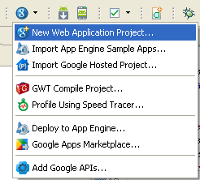 New Web Application Project...
Import App Engine Sample Apps...
Import Google Hosted Project...
GWT Compile Project...
Profile Using Speed Tracer...
Deploy to App Engine...
Google Apps Marketplace...
Add Google APIs...